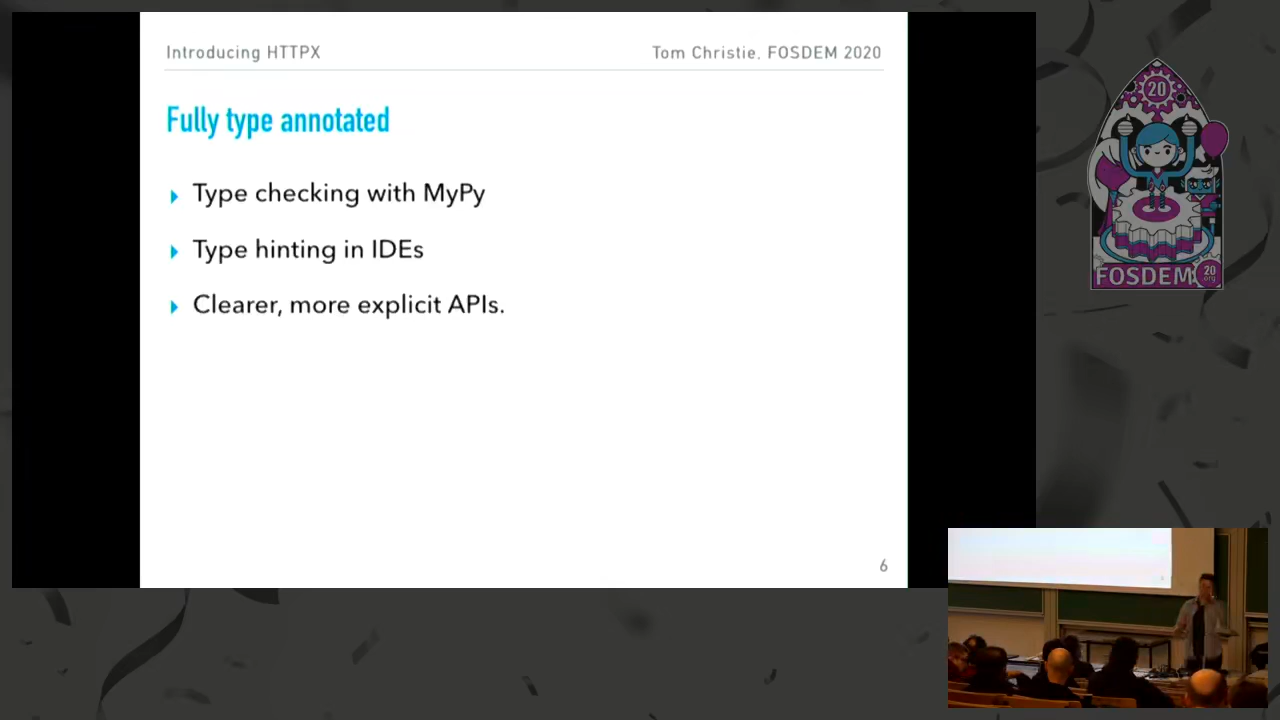 Introducing HTTPX
Tom Christie, FOSDEM 2020
Fully type annotated
Type checking with MyPy
Type hinting in IDEs
Clearer, more explicit APIs.
6
20
FOSDEM
20
.org